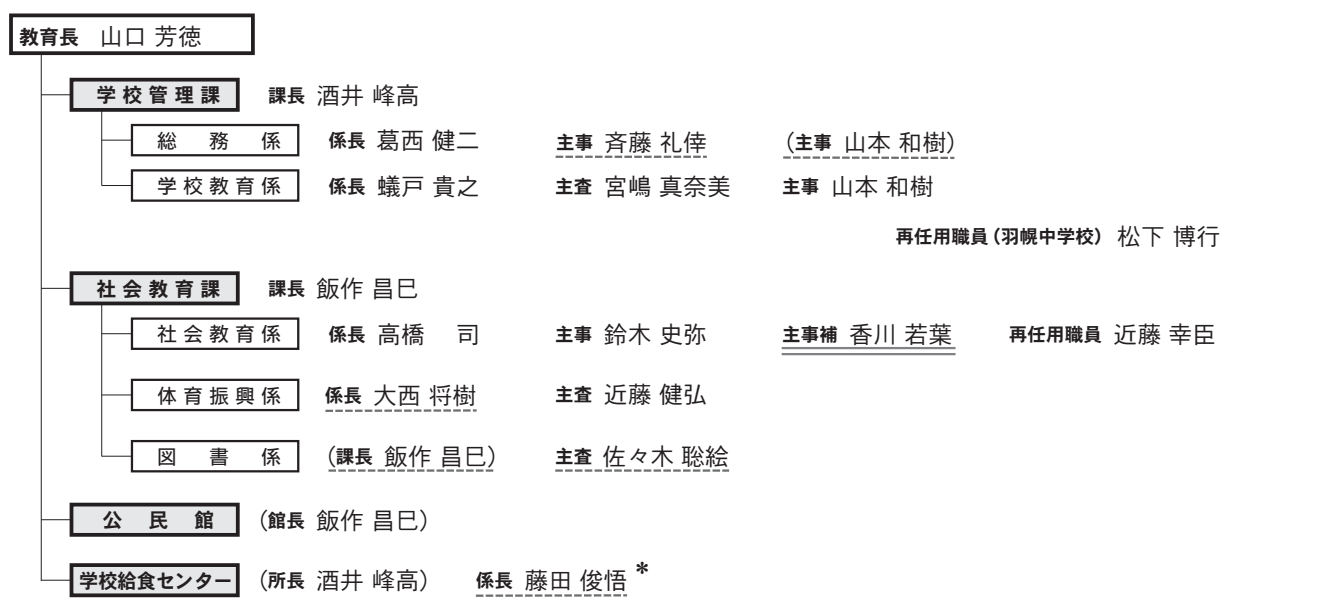 教育長 山口 芳徳
学校管理課 課長 酒井 峰高
総務係 係長 葛西 健二 主事 斉藤 礼倖 (主事 山本 和樹)
学校教育係 係長 蟻戸 貴之 主査 宮嶋 真奈美 主事 山本 和樹
再任用職員(羽幌中学校) 松下 博行
社会教育課 課長 飯作 昌巳
社会教育係 係長 高橋 司 主事 鈴木 史弥 主事補 香川 若葉 再任用職員 近藤 幸臣
体育振興係 係長 大西 将樹 主査 近藤 健弘
図書係 (課長 飯作 昌巳) 主査 佐々木 聡絵
公民館 (館長 飯作 昌巳)
学校給食センター (所長 酒井 峰高) 係長 藤田 俊悟*